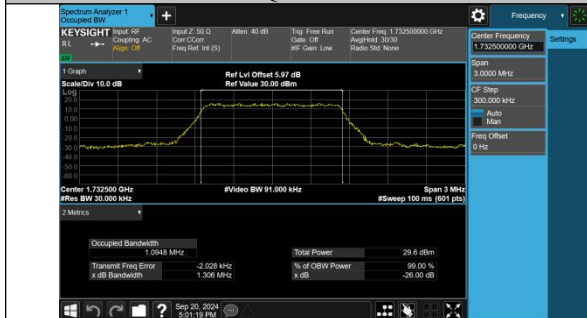 Spectrum Analyzer 1
Occupied BW
+
Frequency
KEYSIGHT Input: RF Input Z: 50 Ω Atten: 40 dB Trig: Free Run Center Freq: 1.732500000 GHz
R L Coupling: AC Corr CCorr Gate: Off Avg|Hold: 30/30
Align: Off Freq Ref: Int (S) #IF Gain: Low Radio Std: None
Center Frequency
1.732500000 GHz
Settings
Span
3.0000 MHz
CF Step
300.000 kHz
Auto
Man
Freq Offset
0 Hz
1 Graph
Ref Lvl Offset 5.97 dB
Scale/Div 10.0 dB Ref Value 30.00 dBm
Log
20.0
10.0
0.00
-10.0
-20.0
-30.0
-40.0
-50.0
-60.0
Center 1.732500 GHz #Video BW 91.000 kHz Span 3 MHz
#Res BW 30.000 kHz #Sweep 100 ms (601 pts)
2 Metrics
Occupied Bandwidth
1.0948 MHz Total Power 29.6 dBm
Transmit Freq Error -2.028 kHz % of OBW Power 99.00 %
x dB Bandwidth 1.306 MHz x dB -26.00 dB
? Sep 20, 2024
5:01:19 PM